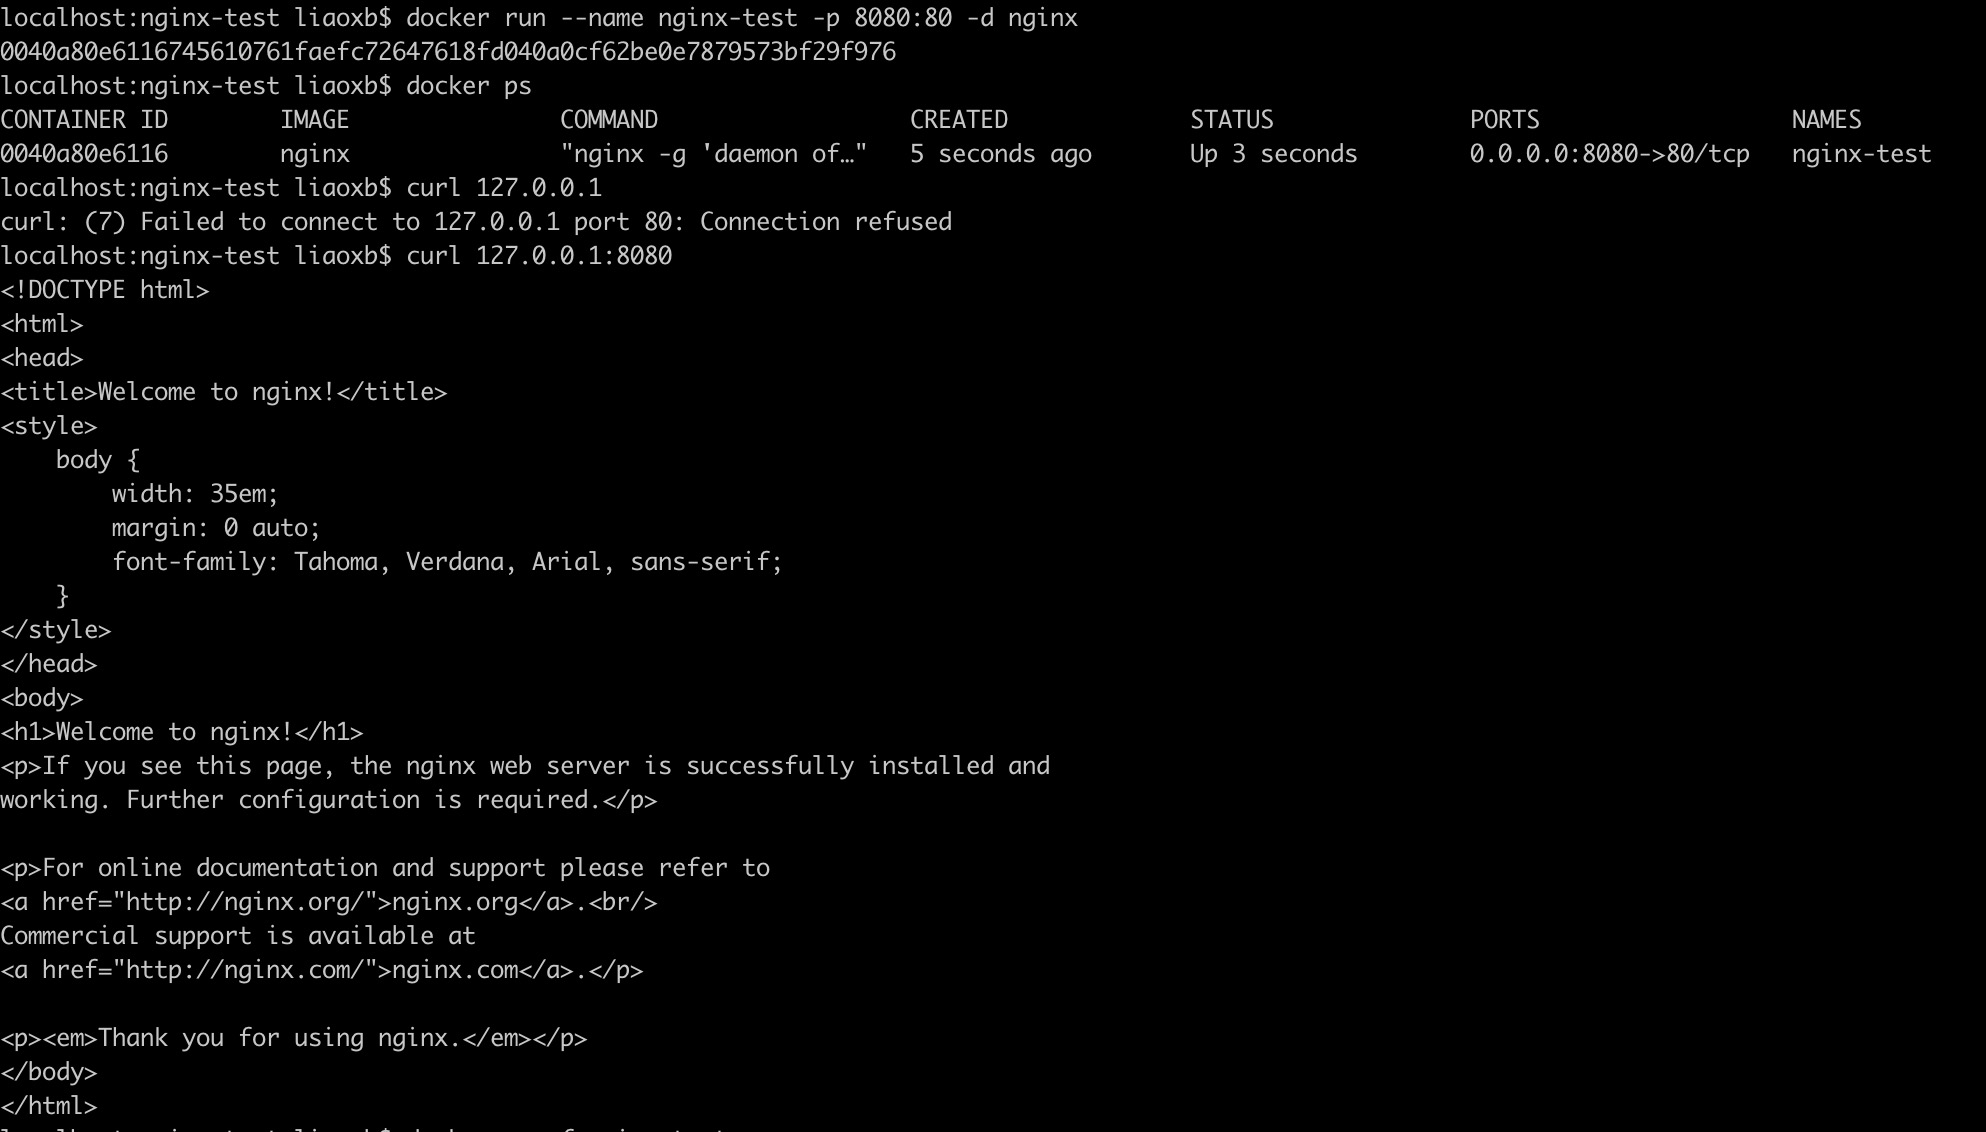 localhost:nginx-test liaoxb$ docker run --name nginx-test -p 8080:80 -d nginx
0040a80e6116745610761faefc72647618fd040a0cf62be0e7879573bf29f976
localhost:nginx-test liaoxb$ docker ps
CONTAINER ID        IMAGE               COMMAND                  CREATED             STATUS              PORTS                  NAMES
0040a80e6116        nginx               "nginx -g 'daemon of…"   5 seconds ago       Up 3 seconds        0.0.0.0:8080->80/tcp   nginx-test
localhost:nginx-test liaoxb$ curl 127.0.0.1
curl: (7) Failed to connect to 127.0.0.1 port 80: Connection refused
localhost:nginx-test liaoxb$ curl 127.0.0.1:8080
<!DOCTYPE html>
<html>
<head>
<title>Welcome to nginx!</title>
<style>
    body {
        width: 35em;
        margin: 0 auto;
        font-family: Tahoma, Verdana, Arial, sans-serif;
    }
</style>
</head>
<body>
<h1>Welcome to nginx!</h1>
<p>If you see this page, the nginx web server is successfully installed and
working. Further configuration is required.</p>

<p>For online documentation and support please refer to
<a href="http://nginx.org/">nginx.org</a>.<br/>
Commercial support is available at
<a href="http://nginx.com/">nginx.com</a>.</p>

<p><em>Thank you for using nginx.</em></p>
</body>
</html>